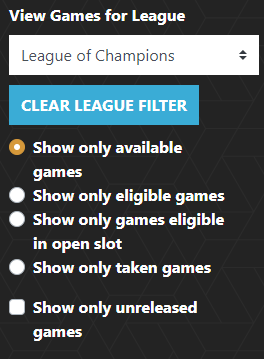 View Games for League
League of Champions
CLEAR LEAGUE FILTER
Show only available
games
Show only eligible games
Show only games eligible
in open slot
Show only taken games
Show only unreleased
games